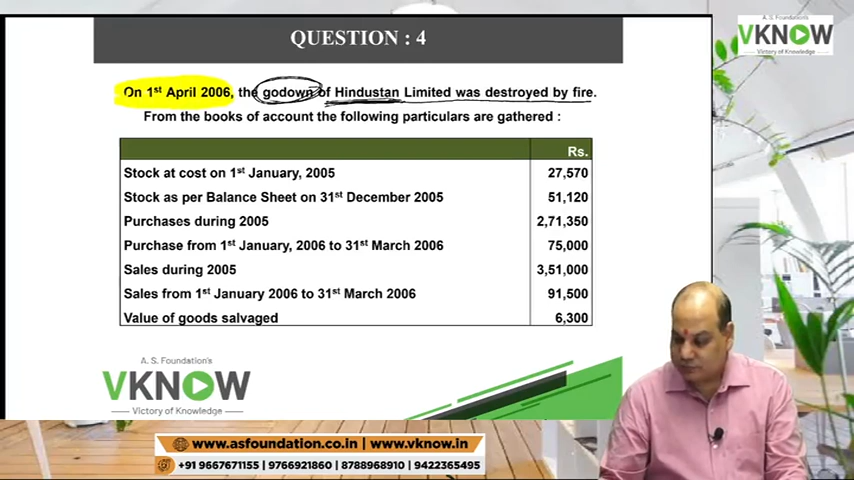 QUESTION : 4
A. S. Foundation's
VKNOW
Victory of Knowledge
On 1st April 2006, the godown of Hindustan Limited was destroyed by fire.
From the books of account the following particulars are gathered :
Rs.
Stock at cost on 1st January, 2005 27,570
Stock as per Balance Sheet on 31st December 2005 51,120
Purchases during 2005 2,71,350
Purchase from 1st January, 2006 to 31st March 2006 75,000
Sales during 2005 3,51,000
Sales from 1st January 2006 to 31st March 2006 91,500
Value of goods salvaged 6,300
A. S. Foundation's
VKNOW
Victory of Knowledge
www.asfoundation.co.in | www.vknow.in
+91 9667671155 | 9766921860 | 8788968910 | 9422365495